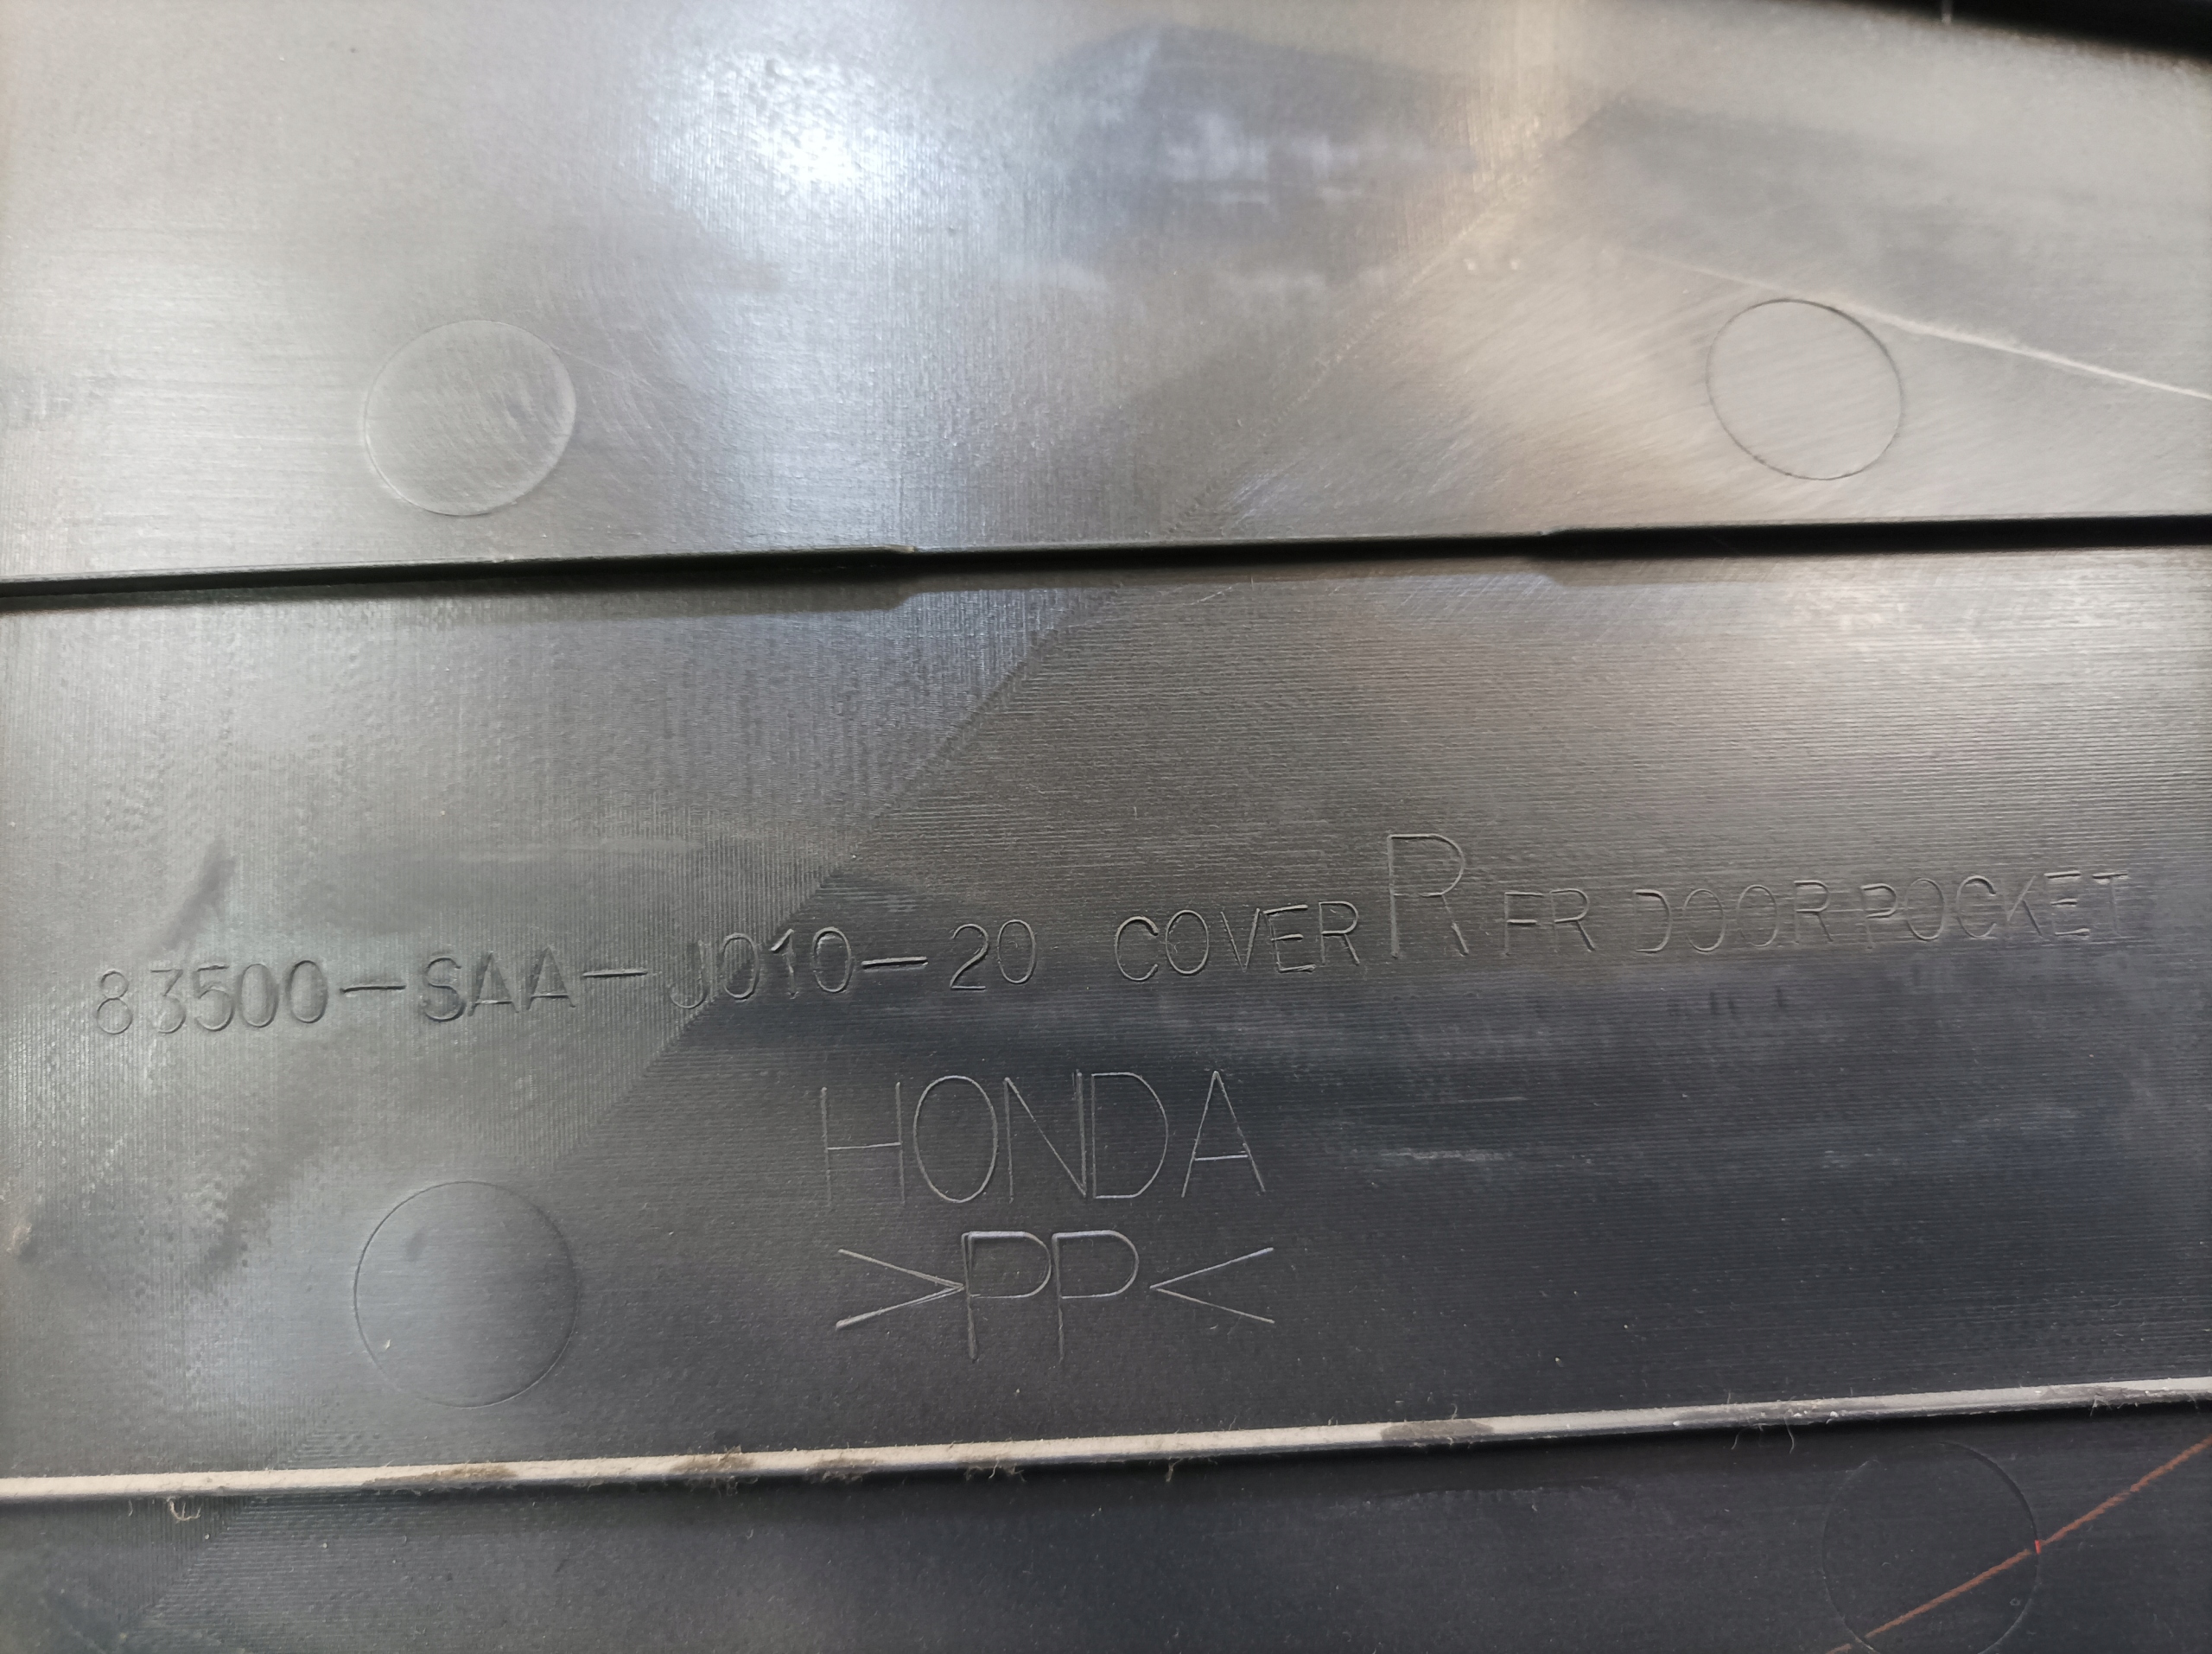 83500-SAA-J010-20 COVER R FR DOOR POCKET
HONDA
>PP<